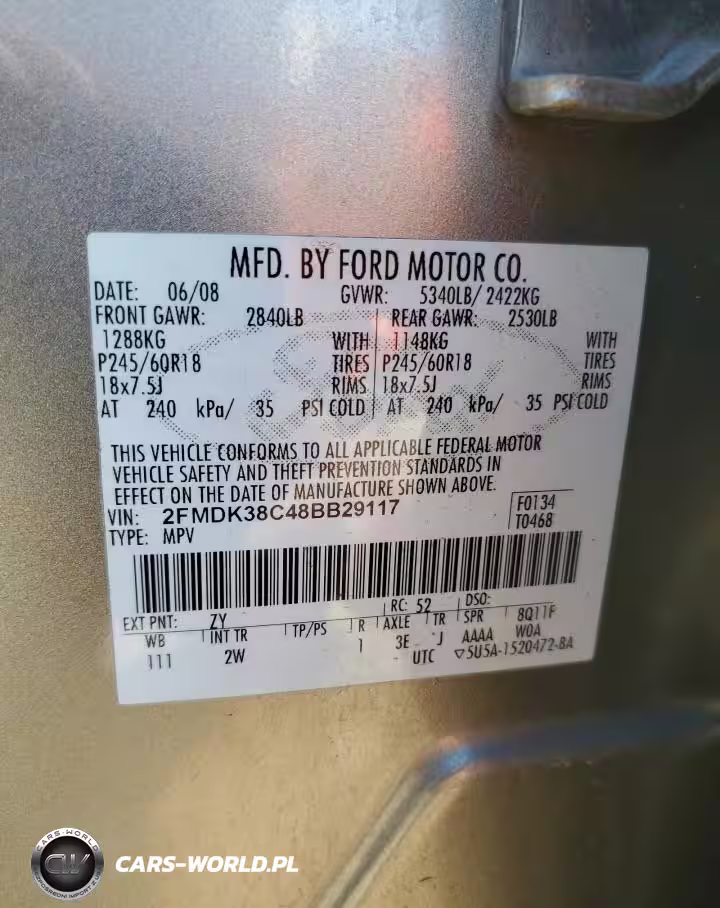 MFD. BY FORD MOTOR CO.
DATE: 06/08 GVWR: 5340LB/ 2422KG
FRONT GAWR: 2840LB REAR GAWR: 2530LB
1288KG WITH 1148KG WITH
P245/60R18 TIRES P245/60R18 TIRES
18x7.5J RIMS 18x7.5J RIMS
AT 240 kPa/ 35 PSI COLD AT 240 kPa/ 35 PSI COLD
THIS VEHICLE CONFORMS TO ALL APPLICABLE FEDERAL MOTOR
VEHICLE SAFETY AND THEFT PREVENTION STANDARDS IN
EFFECT ON THE DATE OF MANUFACTURE SHOWN ABOVE.
VIN: 2FMDK38C48BB29117 F0134
TYPE: MPV T0468
EXT PNT: ZY RC: 52 DSO:
WB INT TR TP/PS R AXLE TR SPR 8Q11F
111 2W 1 3E J AAAA W0A
UTC ▽5U5A-1520472-BA
CARS-WORLD
CARS-WORLD.PL